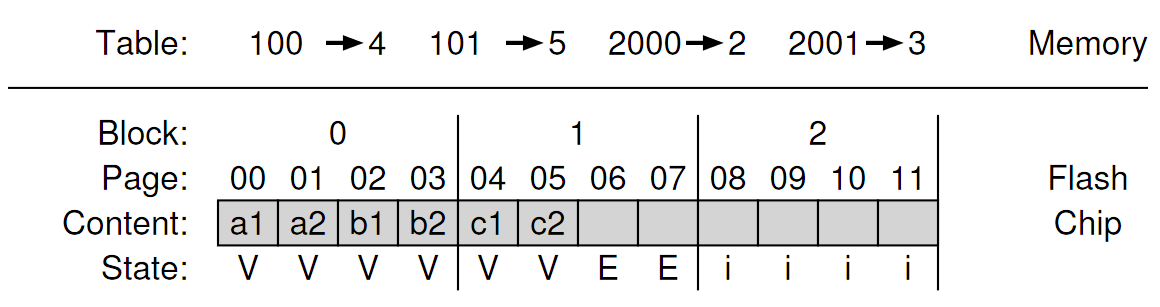 Table: 100 → 4 101 → 5 2000 → 2 2001 → 3 Memory
Block: 0 1 2
Page: 00 01 02 03 04 05 06 07 08 09 10 11 Flash
Content: a1 a2 b1 b2 c1 c2 Chip
State: V V V V V V E E i i i i